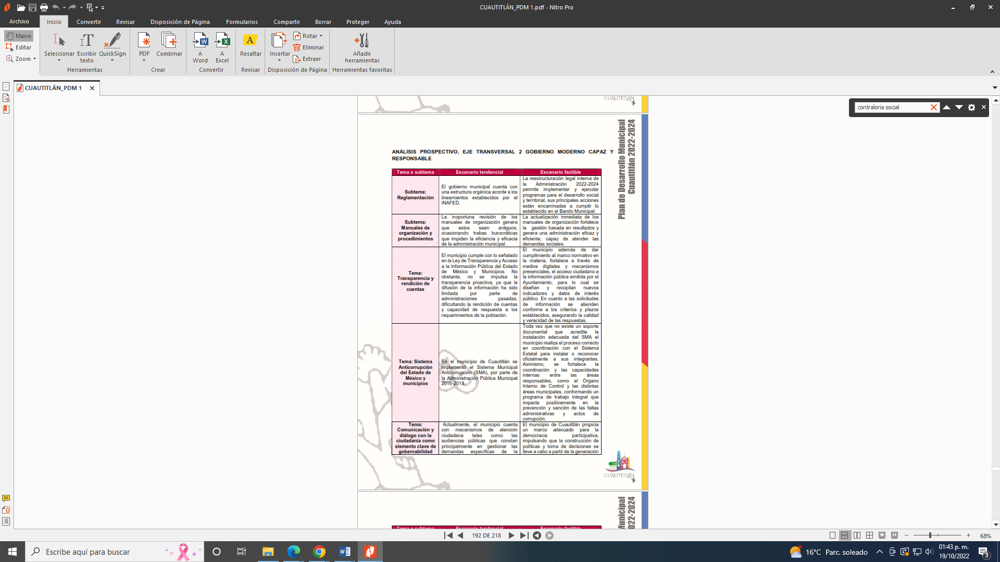 CUAUTITLÁN_PDM 1.pdf - Nitro Pro
Archivo Inicio Convertir Revisar Disposición de Página Formularios Compartir Borrar Proteger Ayuda
Mano
Editar
Zoom
Seleccionar
Escribir texto
QuickSign
Herramientas
PDF
Combinar
Crear
A Word
A Excel
Convertir
Resaltar
Revisar
Insertar
Rotar
Eliminar
Extraer
Disposición de Página
Añadir herramientas
Herramientas favoritas
CUAUTITLÁN_PDM 1
contraloria social
CUAUTITLÁN
Plan de Desarrollo Municipal
Cuautitlán 2022-2024
ANÁLISIS PROSPECTIVO, EJE TRANSVERSAL 2 GOBIERNO MODERNO CAPAZ Y
RESPONSABLE
Tema o subtema Escenario tendencial Escenario factible
Subtema:
Reglamentación
El gobierno municipal cuenta con
una estructura orgánica acorde a los
lineamientos establecidos por el
INAFED.
La reestructuración legal interna de
la Administración 2022-2024
permite implementar y ejecutar
programas para el desarrollo social
y territorial, sus principales acciones
están encaminadas a cumplir lo
establecido en el Bando Municipal.
Subtema:
Manuales de
organización y
procedimientos
La inoportuna revisión de los
manuales de organización genera
que estos sean antiguos,
ocasionando trabas burocráticas
que impiden la eficiencia y eficacia
de la administración municipal.
La actualización inmediata de los
manuales de organización fortalece
la gestión basada en resultados y
genera una administración eficaz y
eficiente, capaz de atender las
demandas sociales.
Tema:
Transparencia y
rendición de
cuentas
El municipio cumple con lo señalado
en la Ley de Transparencia y Acceso
a la Información Pública del Estado
de México y Municipios. No
obstante, no se impulsa la
transparencia proactiva, ya que la
difusión de la información ha sido
limitada por parte de
administraciones pasadas,
dificultando la rendición de cuentas
y capacidad de respuesta a los
requerimientos de la población.
El municipio además de dar
cumplimiento al marco normativo en
la materia, fortalece a través de
medios digitales y mecanismos
presenciales, el acceso ciudadano a
la información pública emitida por el
Ayuntamiento, para lo cual se
diseñan y recopilan nuevos
indicadores y datos de interés
público. En cuanto a las solicitudes
de información se atienden
conforme a los criterios y plazos
establecidos, asegurando la calidad
y veracidad de las respuestas.
Tema: Sistema
Anticorrupción
del Estado de
México y
municipios
En el municipio de Cuautitlán se
implementó el Sistema Municipal
Anticorrupción (SMA), por parte de
la Administración Pública Municipal
2016-2018.
Toda vez que no existe un soporte
documental que acredite la
instalación adecuada del SMA el
municipio realiza el proceso correcto
en coordinación con el Sistema
Estatal para instalar o reconocer
oficialmente a sus integrantes.
Asimismo, se fortalece la
coordinación y las capacidades
internas entre las áreas
responsables, como el Órgano
Interno de Control y las distintas
áreas municipales, conformando un
programa de trabajo integral que
impacta positivamente en la
prevención y sanción de las faltas
administrativas y actos de
corrupción.
Tema:
Comunicación y
diálogo con la
ciudadanía como
elemento clave de
gobernabilidad
Actualmente, el municipio cuenta
con mecanismos de atención
ciudadana tales como las
audiencias públicas que constan
principalmente en gestionar las
demandas específicas de la
El municipio de Cuautitlán propicia
un marco adecuado para la
democracia participativa,
impulsando que la construcción de
políticas y toma de decisiones se
lleve a cabo a partir de la generación
CUAUTITLÁN
Municipal
022-2024
Tema o subtema Escenario tendencial Escenario factible
192 DE 218
68%
Escribe aquí para buscar
16°C Parc. soleado
01:43 p. m.
19/10/2022
3